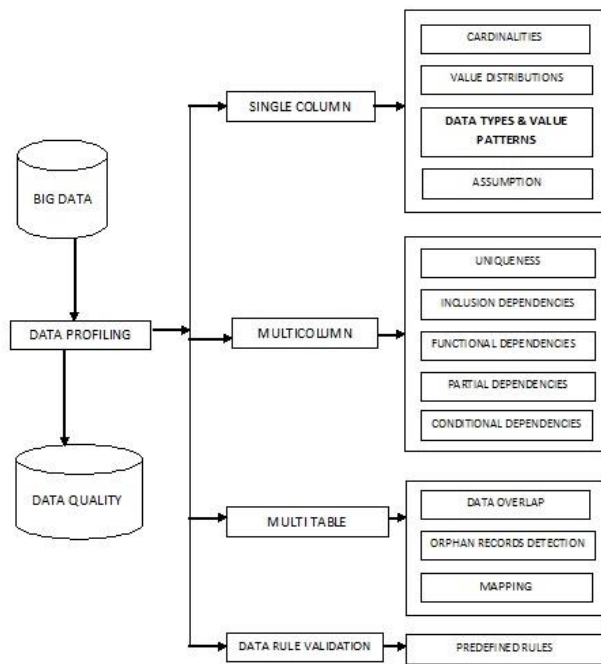 BIG DATA
DATA PROFILING
DATA QUALITY
SINGLE COLUMN
CARDINALITIES
VALUE DISTRIBUTIONS
DATA TYPES & VALUE
PATTERNS
ASSUMPTION
MULTICOLUMN
UNIQUENESS
INCLUSION DEPENDENCIES
FUNCTIONAL DEPENDENCIES
PARTIAL DEPENDENCIES
CONDITIONAL DEPENDENCIES
MULTI TABLE
DATA OVERLAP
ORPHAN RECORDS DETECTION
MAPPING
DATA RULE VALIDATION
PREDEFINED RULES